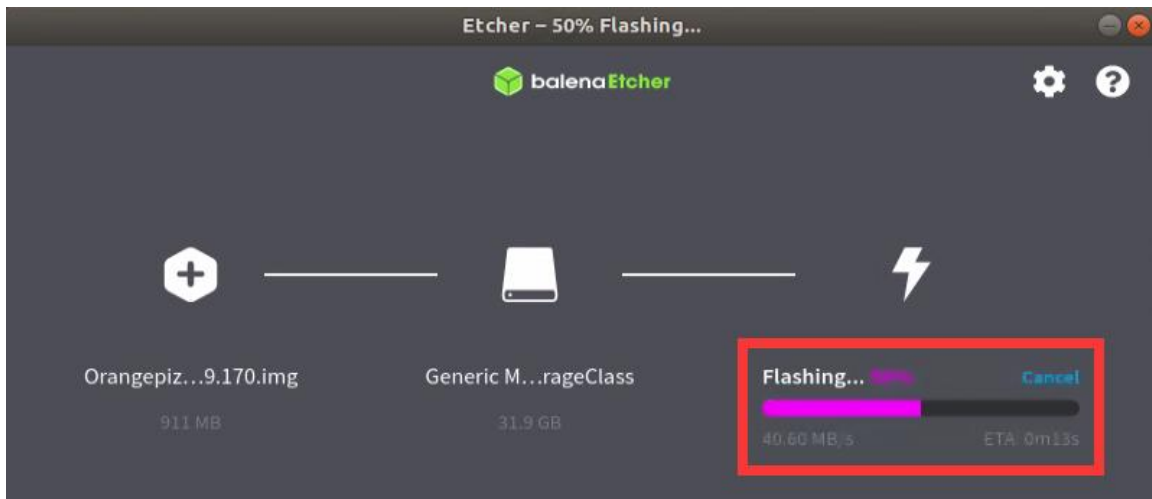 Etcher – 50% Flashing...
balenaEtcher
Orangepiz...9.170.img
911 MB
Generic M...rageClass
31.9 GB
Flashing... 50%
Cancel
40.60 MB/s
ETA: 0m13s